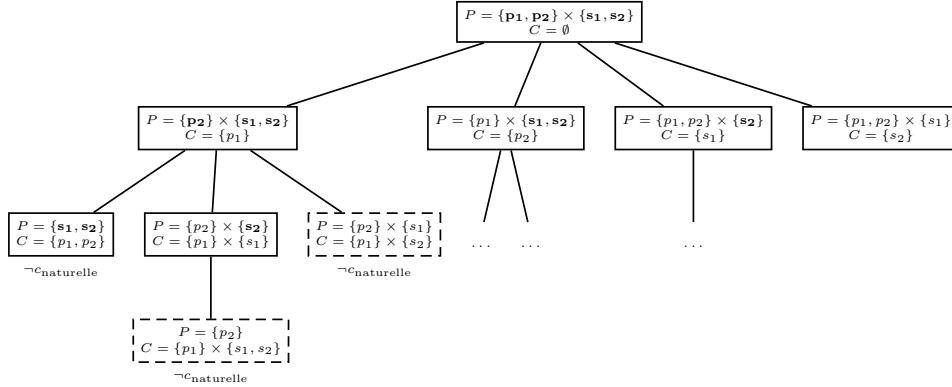 P = {p₁, p₂} × {s₁, s₂}
C = ∅
P = {p₂} × {s₁, s₂}
C = {p₁}
P = {p₁} × {s₁, s₂}
C = {p₂}
P = {p₁, p₂} × {s₂}
C = {s₁}
P = {p₁, p₂} × {s₁}
C = {s₂}
P = {s₁, s₂}
C = {p₁, p₂}
¬c_naturelle
P = {p₂} × {s₂}
C = {p₁} × {s₁}
P = {p₂} × {s₁}
C = {p₁} × {s₂}
¬c_naturelle
...
...
...
P = {p₂}
C = {p₁} × {s₁, s₂}
¬c_naturelle